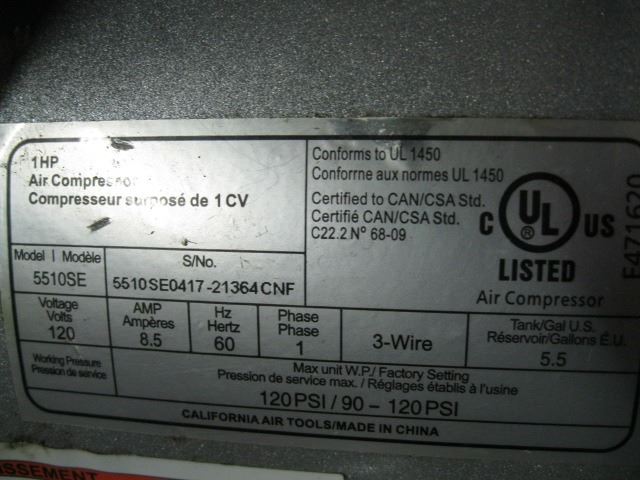 1HP
Air Compressor
Compresseur surposé de 1 CV
Conforms to UL 1450
Conforme aux normes UL 1450
Certified to CAN/CSA Std.
Certifié CAN/CSA Std.
C22.2 N° 68-09
C UL US
®
LISTED
Air Compressor
E471620
Model | Modèle
5510SE
S/No.
5510SE0417-21364CNF
Voltage
Volts
120
AMP
Ampères
8.5
Hz
Hertz
60
Phase
Phase
1
3-Wire
Tank/Gal U.S.
Réservoir/Gallons É.U.
5.5
Working Pressure
Pression de service
Max unit W.P./ Factory Setting
Pression de service max. / Réglages établis à l'usine
120PSI / 90 – 120PSI
CALIFORNIA AIR TOOLS/MADE IN CHINA
ISSEMENT